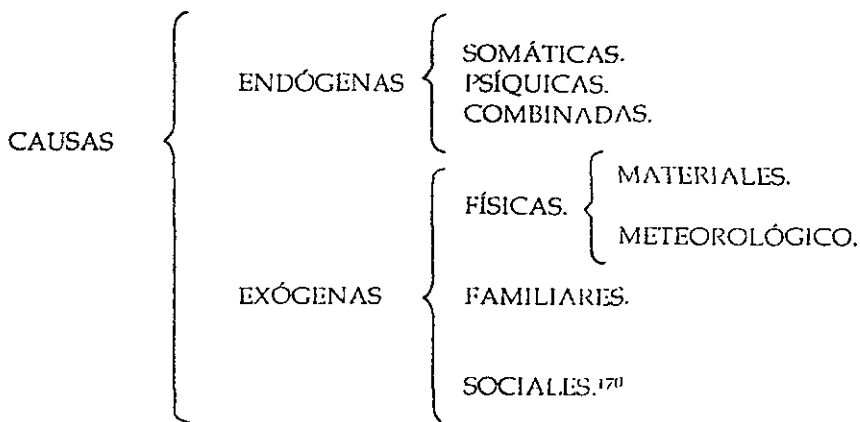 CAUSAS
ENDÓGENAS
SOMÁTICAS.
PSÍQUICAS.
COMBINADAS.
EXÓGENAS
FÍSICAS.
MATERIALES.
METEOROLÓGICO.
FAMILIARES.
SOCIALES.¹⁷⁰